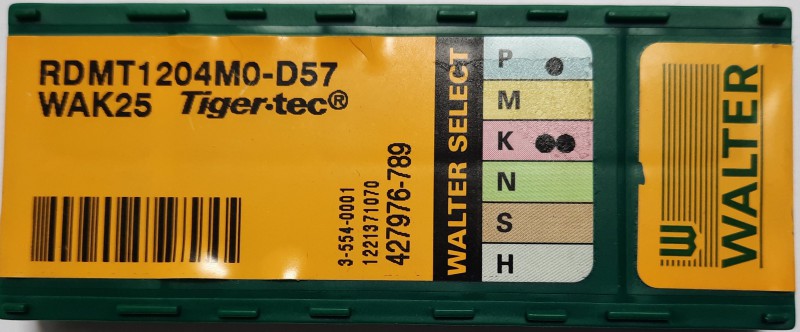 RDMT1204M0-D57
WAK25 Tiger·tec®
3-554-0001
1221371070
427976-789
WALTER SELECT
P
M
K
N
S
H
W
WALTER